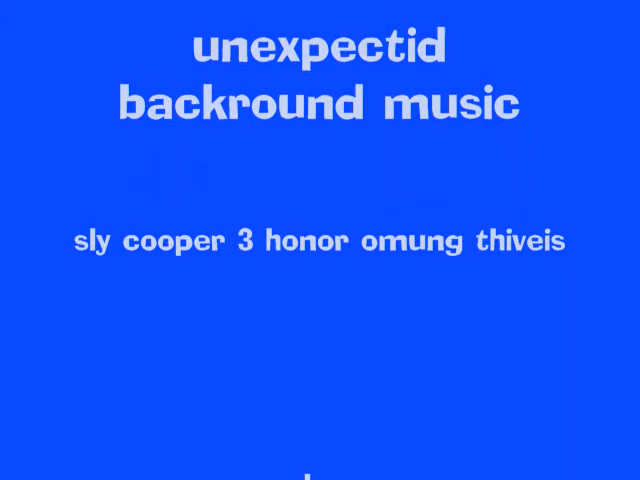 unexpectid
backround music
sly cooper 3 honor omung thiveis